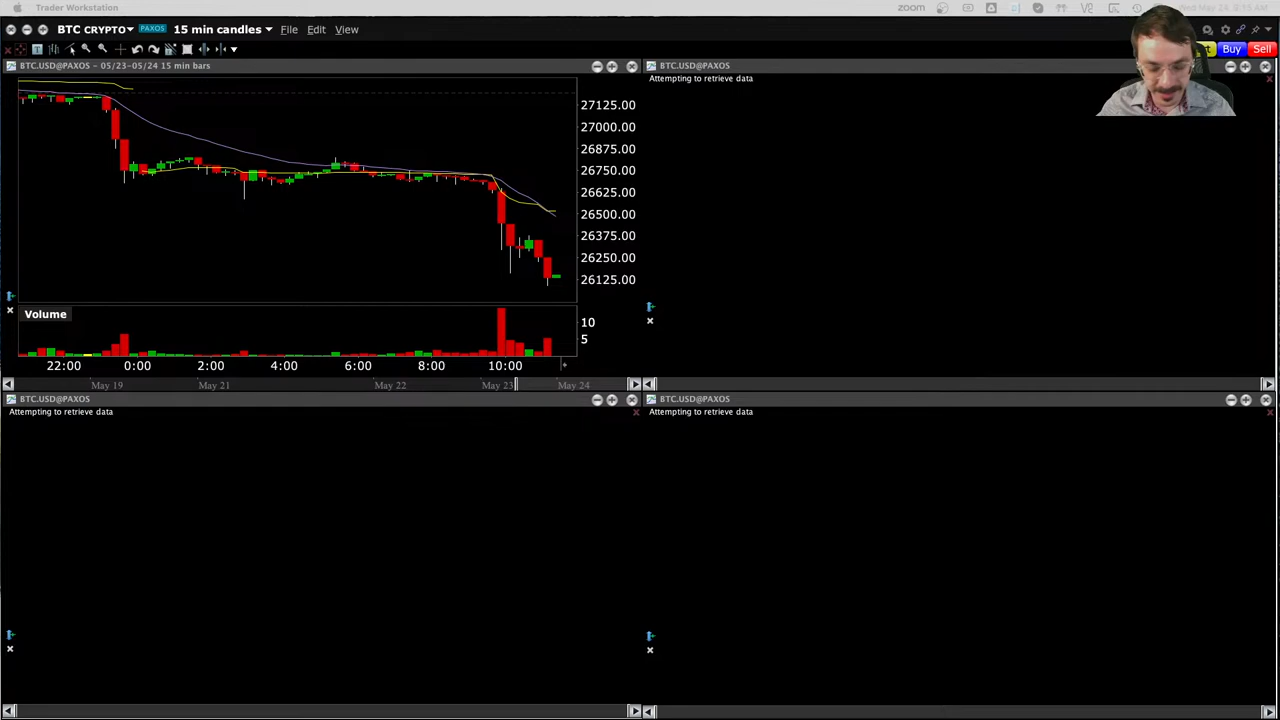 Trader Workstation
zoom
BTC CRYPTO PAXOS 15 min candles File Edit View
Buy Sell
BTC.USD@PAXOS - 05/23-05/24 15 min bars
27125.00
27000.00
26875.00
26750.00
26625.00
26500.00
26375.00
26250.00
26125.00
Volume
10
5
22:00 0:00 2:00 4:00 6:00 8:00 10:00
May 19 May 21 May 22 May 23 May 24
BTC.USD@PAXOS
Attempting to retrieve data
BTC.USD@PAXOS
Attempting to retrieve data
BTC.USD@PAXOS
Attempting to retrieve data